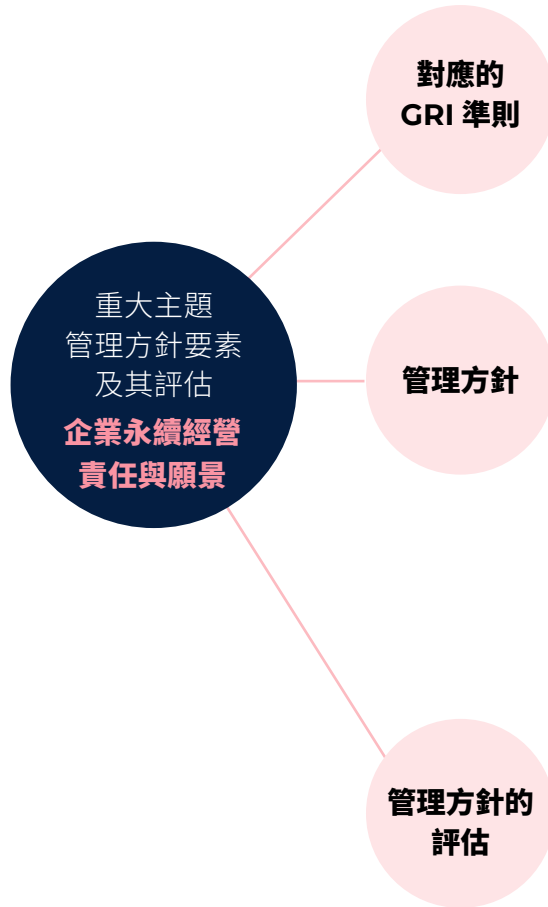 對應的
GRI 準則
重大主題
管理方針要素
及其評估
企業永續經營
責任與願景
管理方針
管理方針的
評估